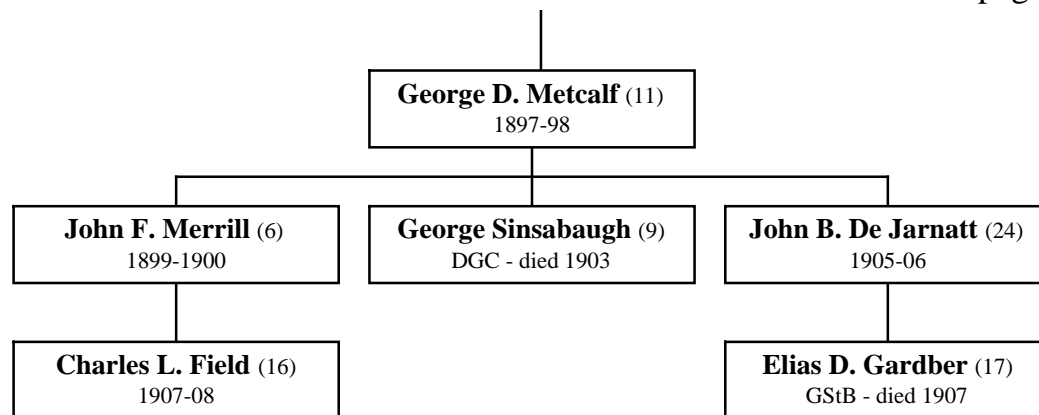 pag
George D. Metcalf (11)
1897-98
John F. Merrill (6)
1899-1900
George Sinsabaugh (9)
DGC - died 1903
John B. De Jarnatt (24)
1905-06
Charles L. Field (16)
1907-08
Elias D. Gardber (17)
GStB - died 1907